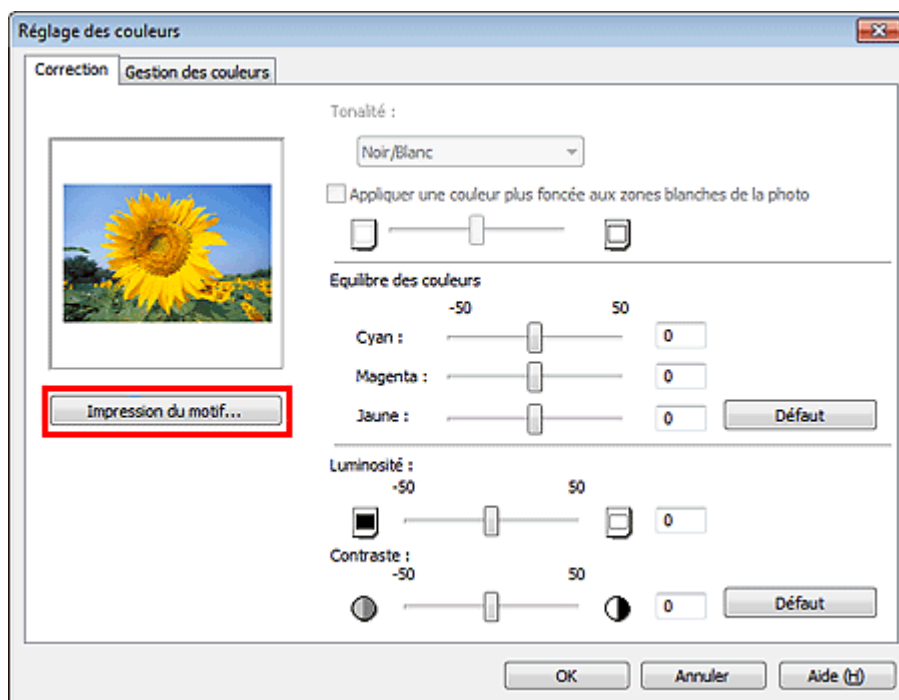 Réglage des couleurs
Correction
Gestion des couleurs
Tonalité :
Noir/Blanc
Appliquer une couleur plus foncée aux zones blanches de la photo
Equilibre des couleurs
-50 50
Cyan : 0
Magenta : 0
Jaune : 0 Défaut
Impression du motif...
Luminosité :
-50 50
0
Contraste :
-50 50
0 Défaut
OK Annuler Aide (H)